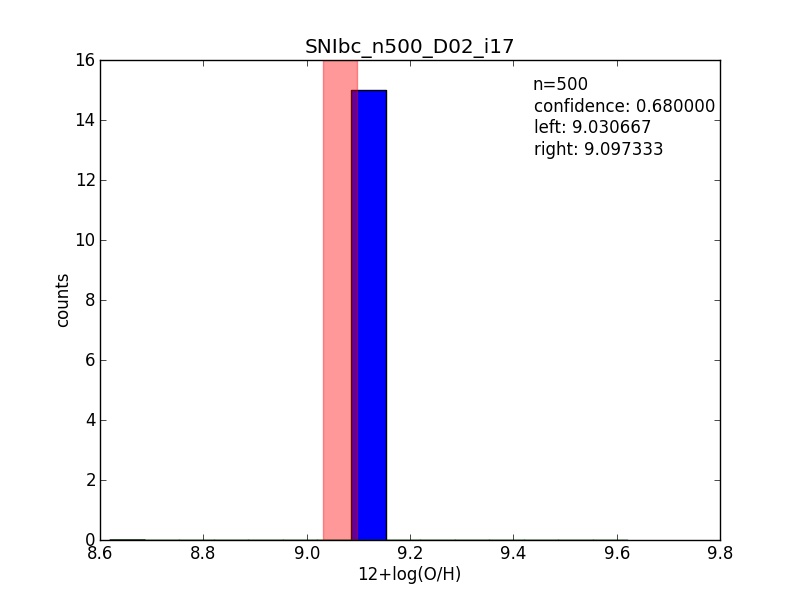 SNIbc_n500_D02_i17
n=500
confidence: 0.680000
left: 9.030667
right: 9.097333
16
14
12
10
8
6
4
2
0
counts
8.6 8.8 9.0 9.2 9.4 9.6 9.8
12+log(O/H)